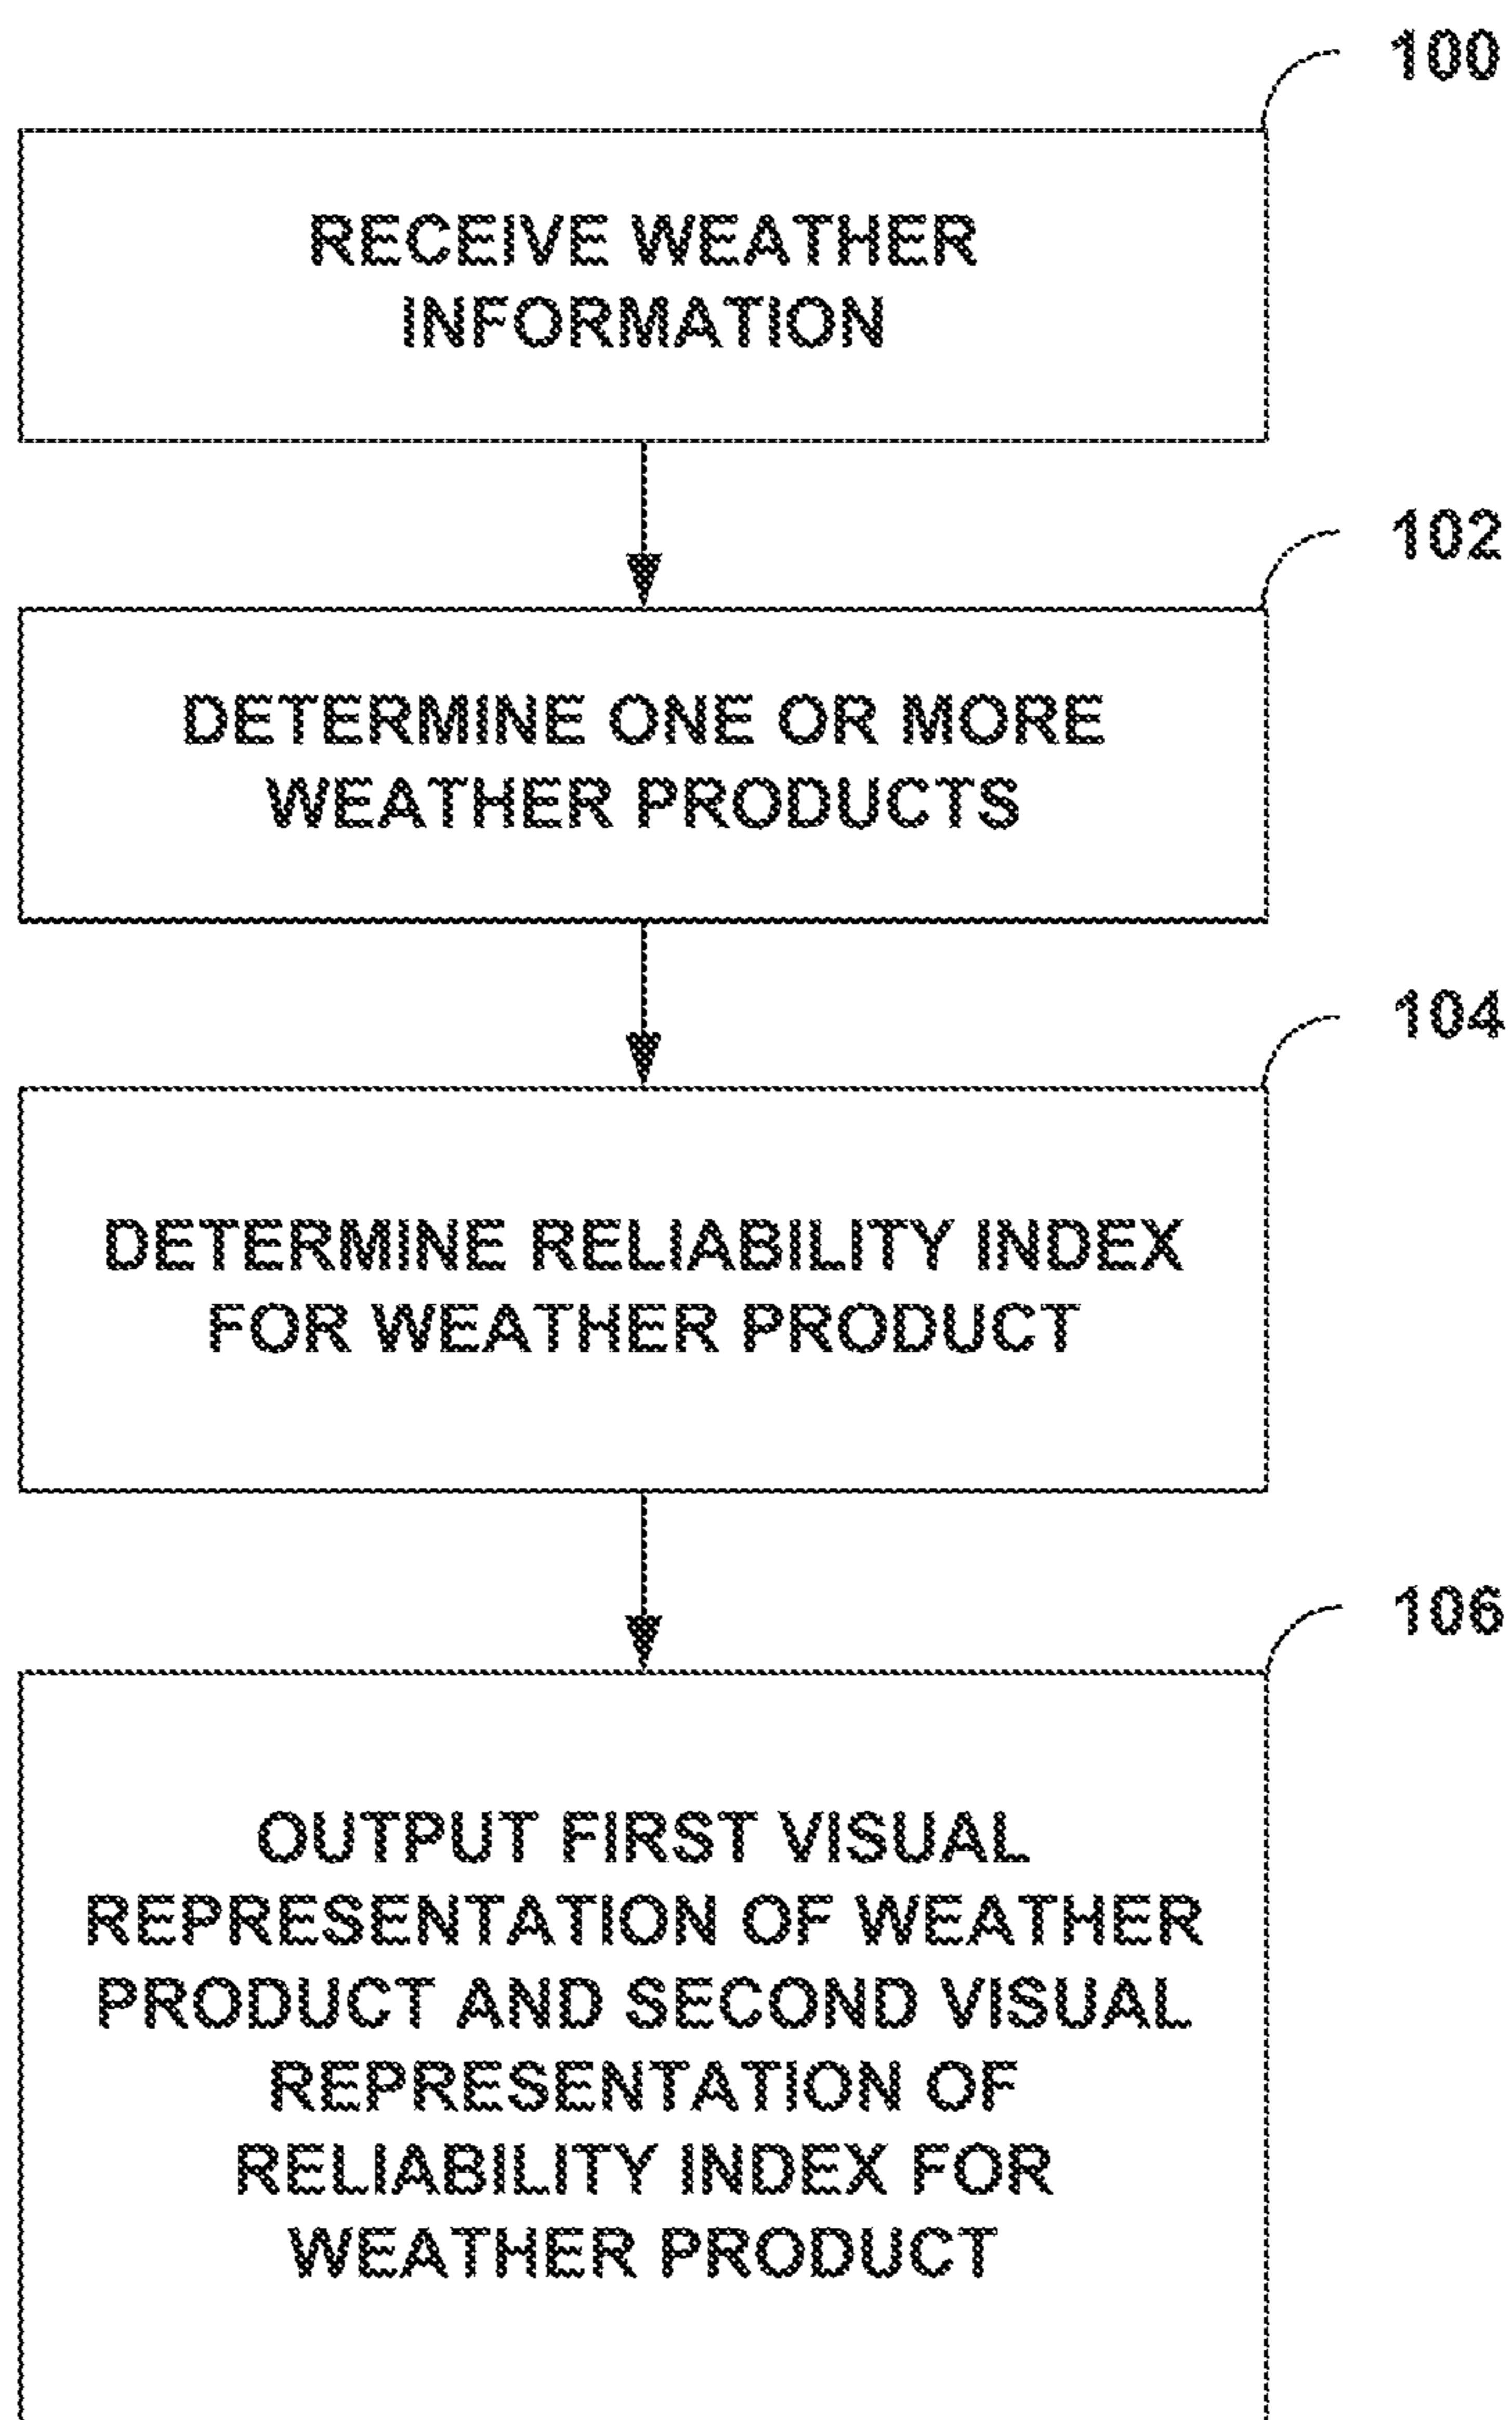 100
RECEIVE WEATHER
INFORMATION
102
DETERMINE ONE OR MORE
WEATHER PRODUCTS
104
DETERMINE RELIABILITY INDEX
FOR WEATHER PRODUCT
106
OUTPUT FIRST VISUAL
REPRESENTATION OF WEATHER
PRODUCT AND SECOND VISUAL
REPRESENTATION OF
RELIABILITY INDEX FOR
WEATHER PRODUCT